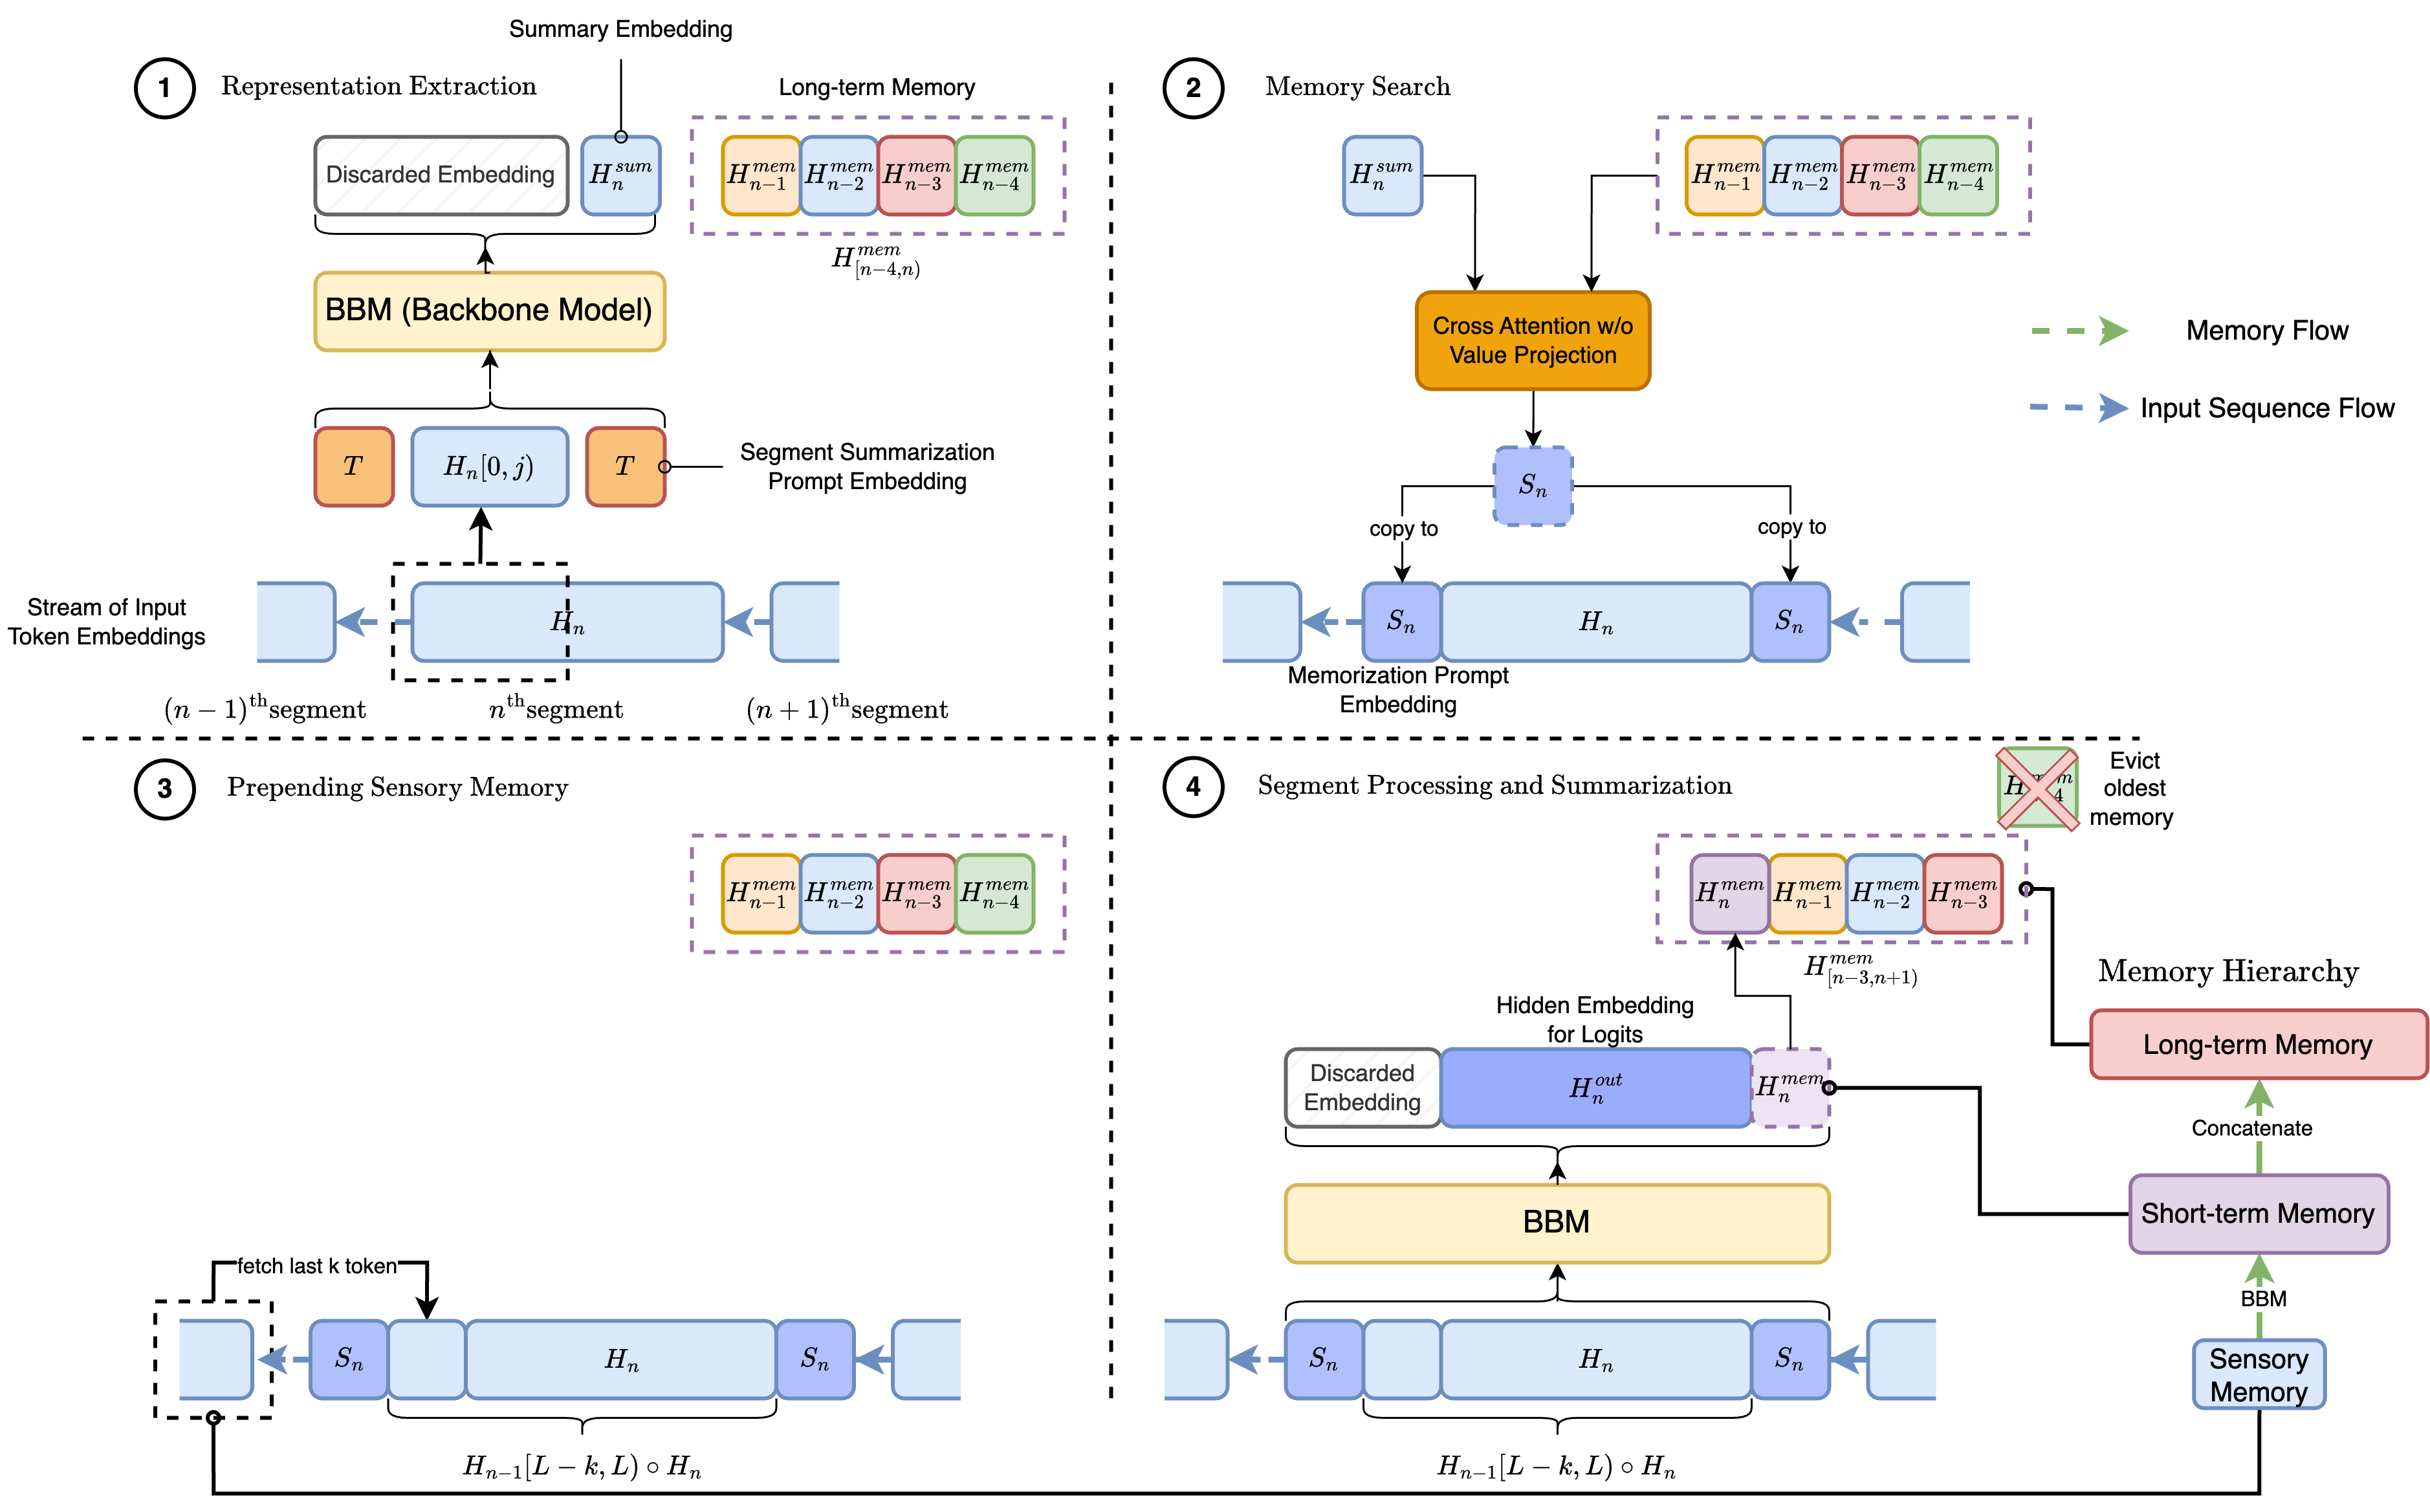 Summary Embedding
1
Representation Extraction
Long-term Memory
Discarded Embedding
H_n^{sum}
H_{n-1}^{mem} H_{n-2}^{mem} H_{n-3}^{mem} H_{n-4}^{mem}
H_{[n-4,n)}^{mem}
BBM (Backbone Model)
T
H_n[0, j)
T
Segment Summarization
Prompt Embedding
Stream of Input
Token Embeddings
H_n
(n − 1)^{th}segment
n^{th}segment
(n + 1)^{th}segment
2
Memory Search
H_n^{sum}
H_{n-1}^{mem} H_{n-2}^{mem} H_{n-3}^{mem} H_{n-4}^{mem}
Cross Attention w/o
Value Projection
Memory Flow
Input Sequence Flow
S_n
copy to
copy to
S_n
H_n
S_n
Memorization Prompt
Embedding
3
Prepending Sensory Memory
H_{n-1}^{mem} H_{n-2}^{mem} H_{n-3}^{mem} H_{n-4}^{mem}
fetch last k token
S_n
H_n
S_n
H_{n-1}[L − k, L) ∘ H_n
4
Segment Processing and Summarization
Evict
oldest
memory
H_n^{mem} H_{n-1}^{mem} H_{n-2}^{mem} H_{n-3}^{mem}
H_{[n-3,n+1)}^{mem}
Hidden Embedding
for Logits
Discarded
Embedding
H_n^{out}
H_n^{mem}
BBM
S_n
H_n
S_n
H_{n-1}[L − k, L) ∘ H_n
Memory Hierarchy
Long-term Memory
Concatenate
Short-term Memory
BBM
Sensory
Memory